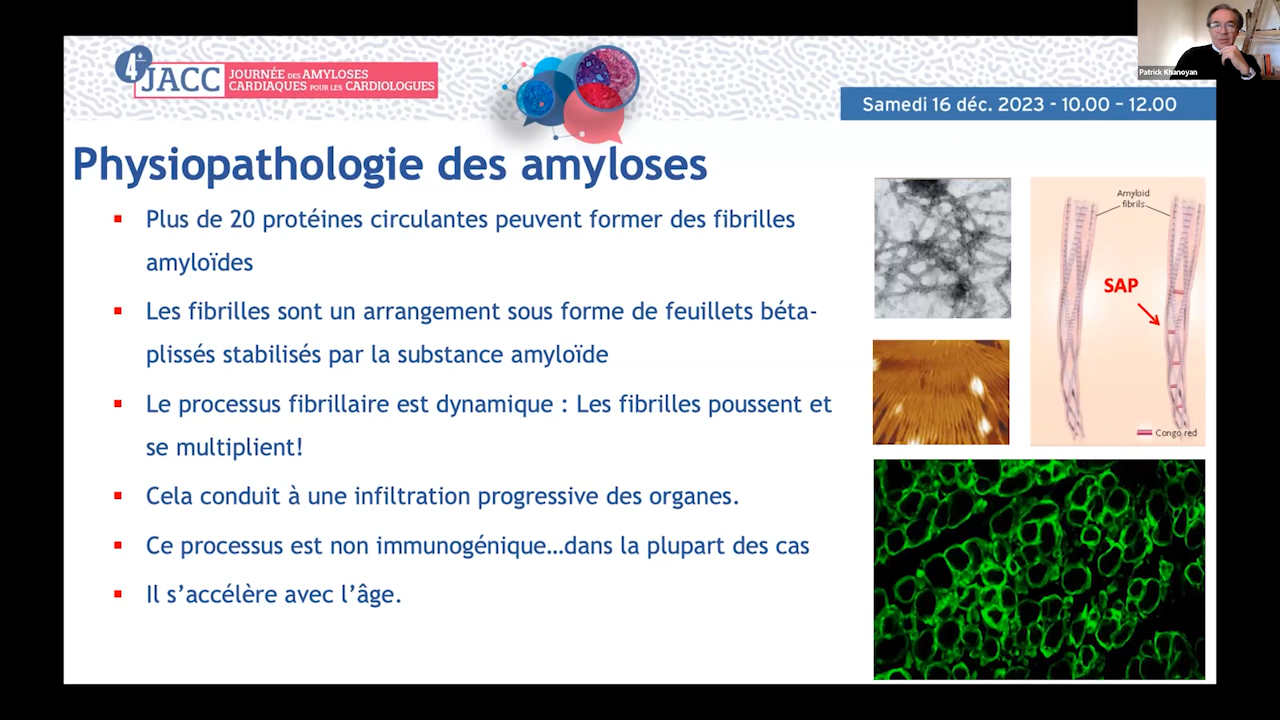 4e JACC
JOURNÉE DES AMYLOSES
CARDIAQUES POUR LES CARDIOLOGUES
Patrick Khanoyan
Samedi 16 déc. 2023 - 10.00 – 12.00
Physiopathologie des amyloses
▪ Plus de 20 protéines circulantes peuvent former des fibrilles
amyloïdes
▪ Les fibrilles sont un arrangement sous forme de feuillets béta-
plissés stabilisés par la substance amyloïde
▪ Le processus fibrillaire est dynamique : Les fibrilles poussent et
se multiplient!
▪ Cela conduit à une infiltration progressive des organes.
▪ Ce processus est non immunogénique…dans la plupart des cas
▪ Il s’accélère avec l’âge.
Amyloid
fibrils
SAP
Congo red